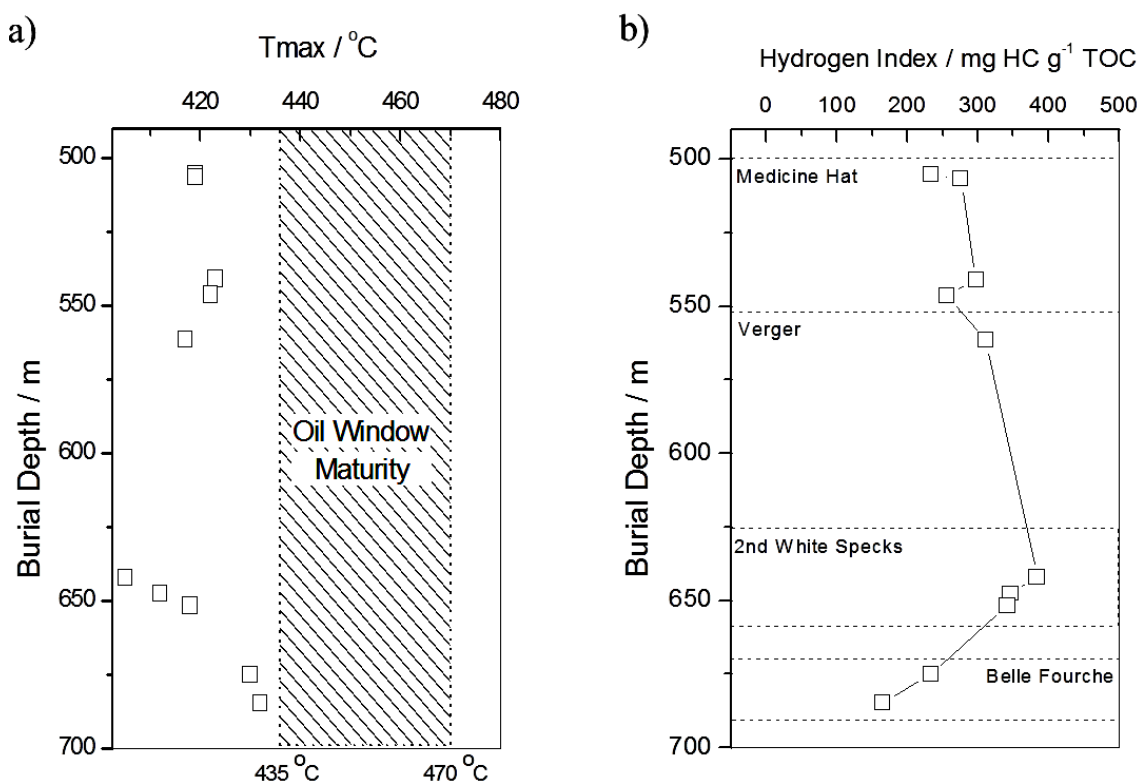 a)
Tmax / °C
420 440 460 480
500
550
600
650
700
Burial Depth / m
Oil Window
Maturity
435 °C 470 °C
b)
Hydrogen Index / mg HC g⁻¹ TOC
0 100 200 300 400 500
500
550
600
650
700
Burial Depth / m
Medicine Hat
Verger
2nd White Specks
Belle Fourche